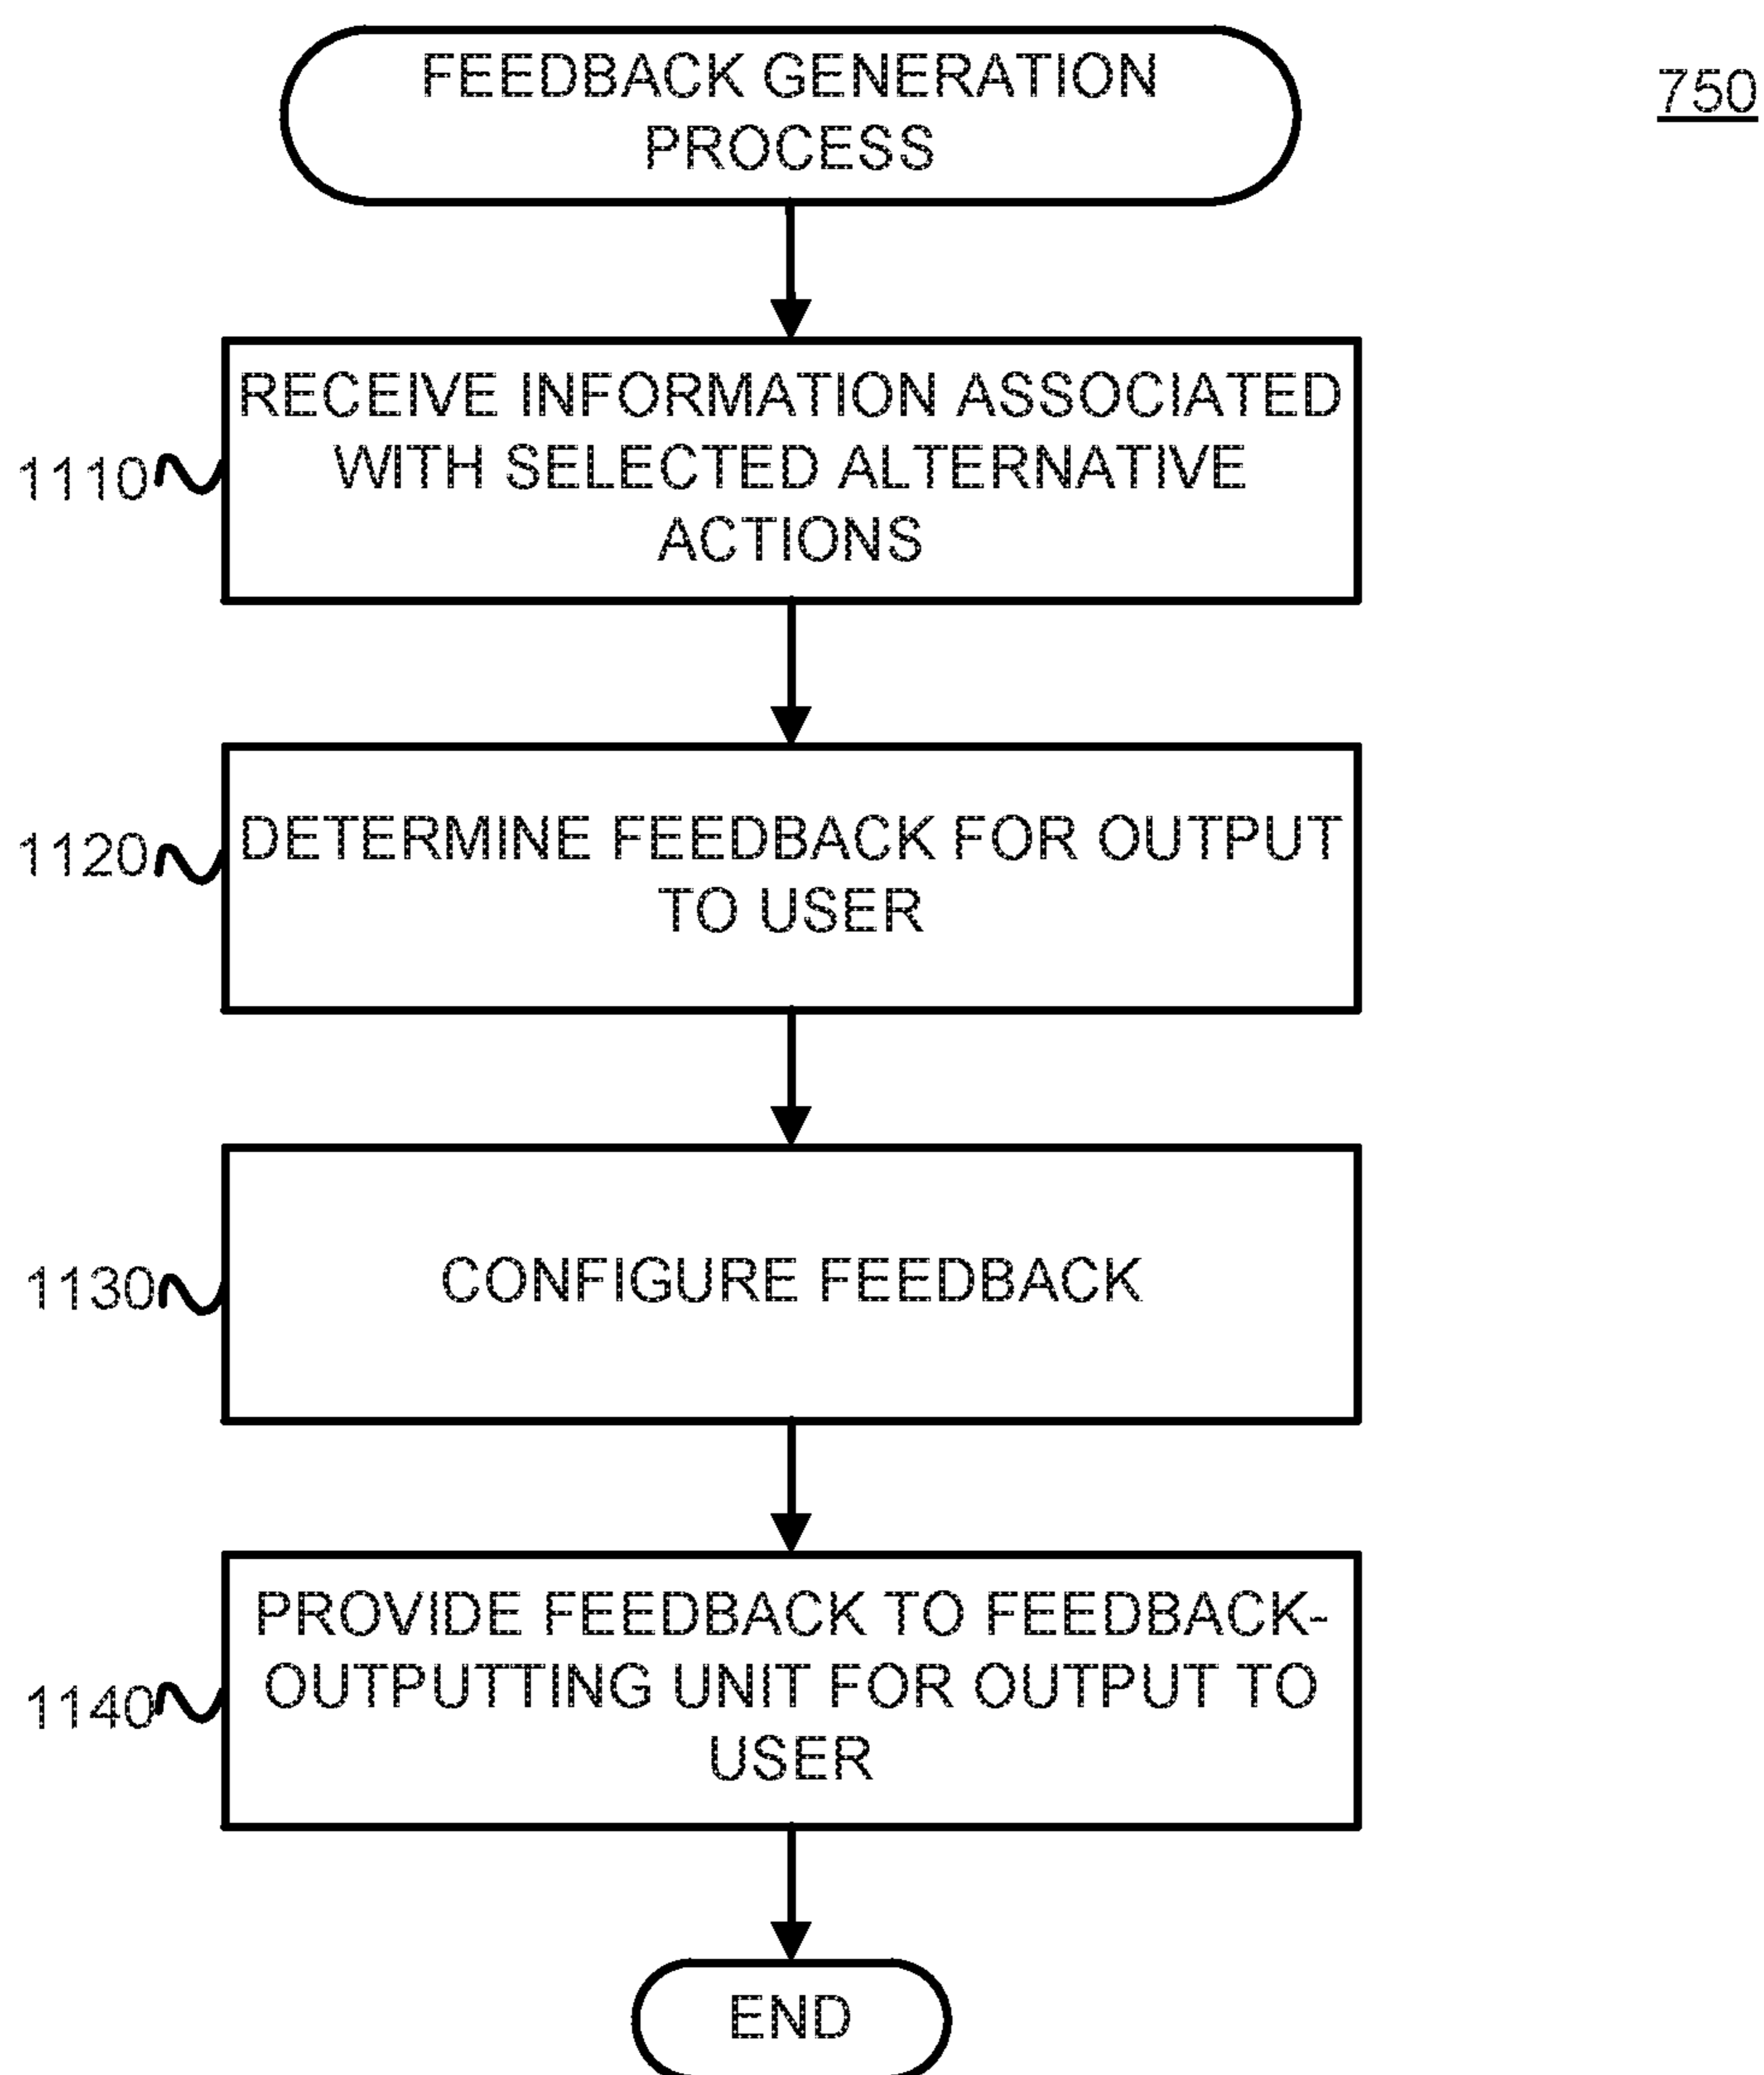 FEEDBACK GENERATION
PROCESS
750
RECEIVE INFORMATION ASSOCIATED
WITH SELECTED ALTERNATIVE
ACTIONS
1110
DETERMINE FEEDBACK FOR OUTPUT
TO USER
1120
CONFIGURE FEEDBACK
1130
PROVIDE FEEDBACK TO FEEDBACK-
OUTPUTTING UNIT FOR OUTPUT TO
USER
1140
END